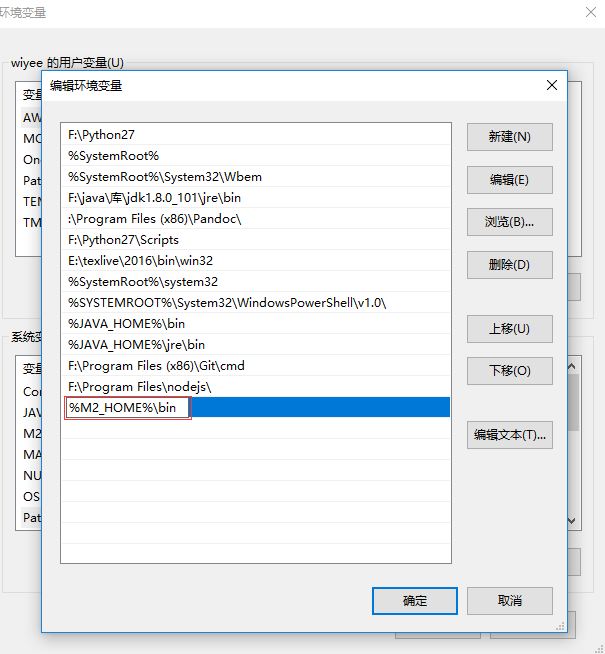 环境变量
wiyee 的用户变量(U)
编辑环境变量
变量
AW
MO
One
Pat
TEM
TM
系统变
变量
Con
JAV
M2
MA
NU
OS
Pat
F:\Python27
%SystemRoot%
%SystemRoot%\System32\Wbem
F:\java\库\jdk1.8.0_101\jre\bin
:\Program Files (x86)\Pandoc\
F:\Python27\Scripts
E:\texlive\2016\bin\win32
%SystemRoot%\system32
%SYSTEMROOT%\System32\WindowsPowerShell\v1.0\
%JAVA_HOME%\bin
%JAVA_HOME%\jre\bin
F:\Program Files (x86)\Git\cmd
F:\Program Files\nodejs\
%M2_HOME%\bin
新建(N)
编辑(E)
浏览(B)...
删除(D)
上移(U)
下移(O)
编辑文本(T)...
确定
取消